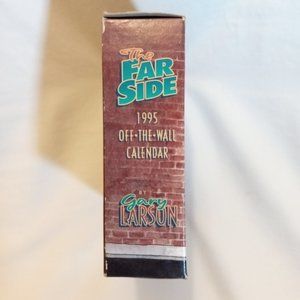 The
FAR
SIDE
1995
OFF-THE-WALL
CALENDAR
BY
Gary
LARSON